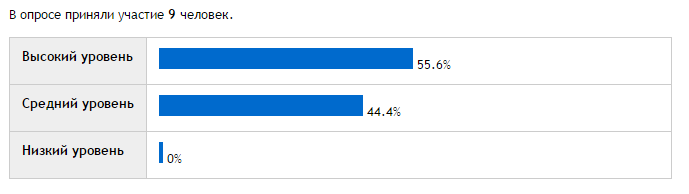 В опросе приняли участие 9 человек.
Высокий уровень 55.6%
Средний уровень 44.4%
Низкий уровень 0%